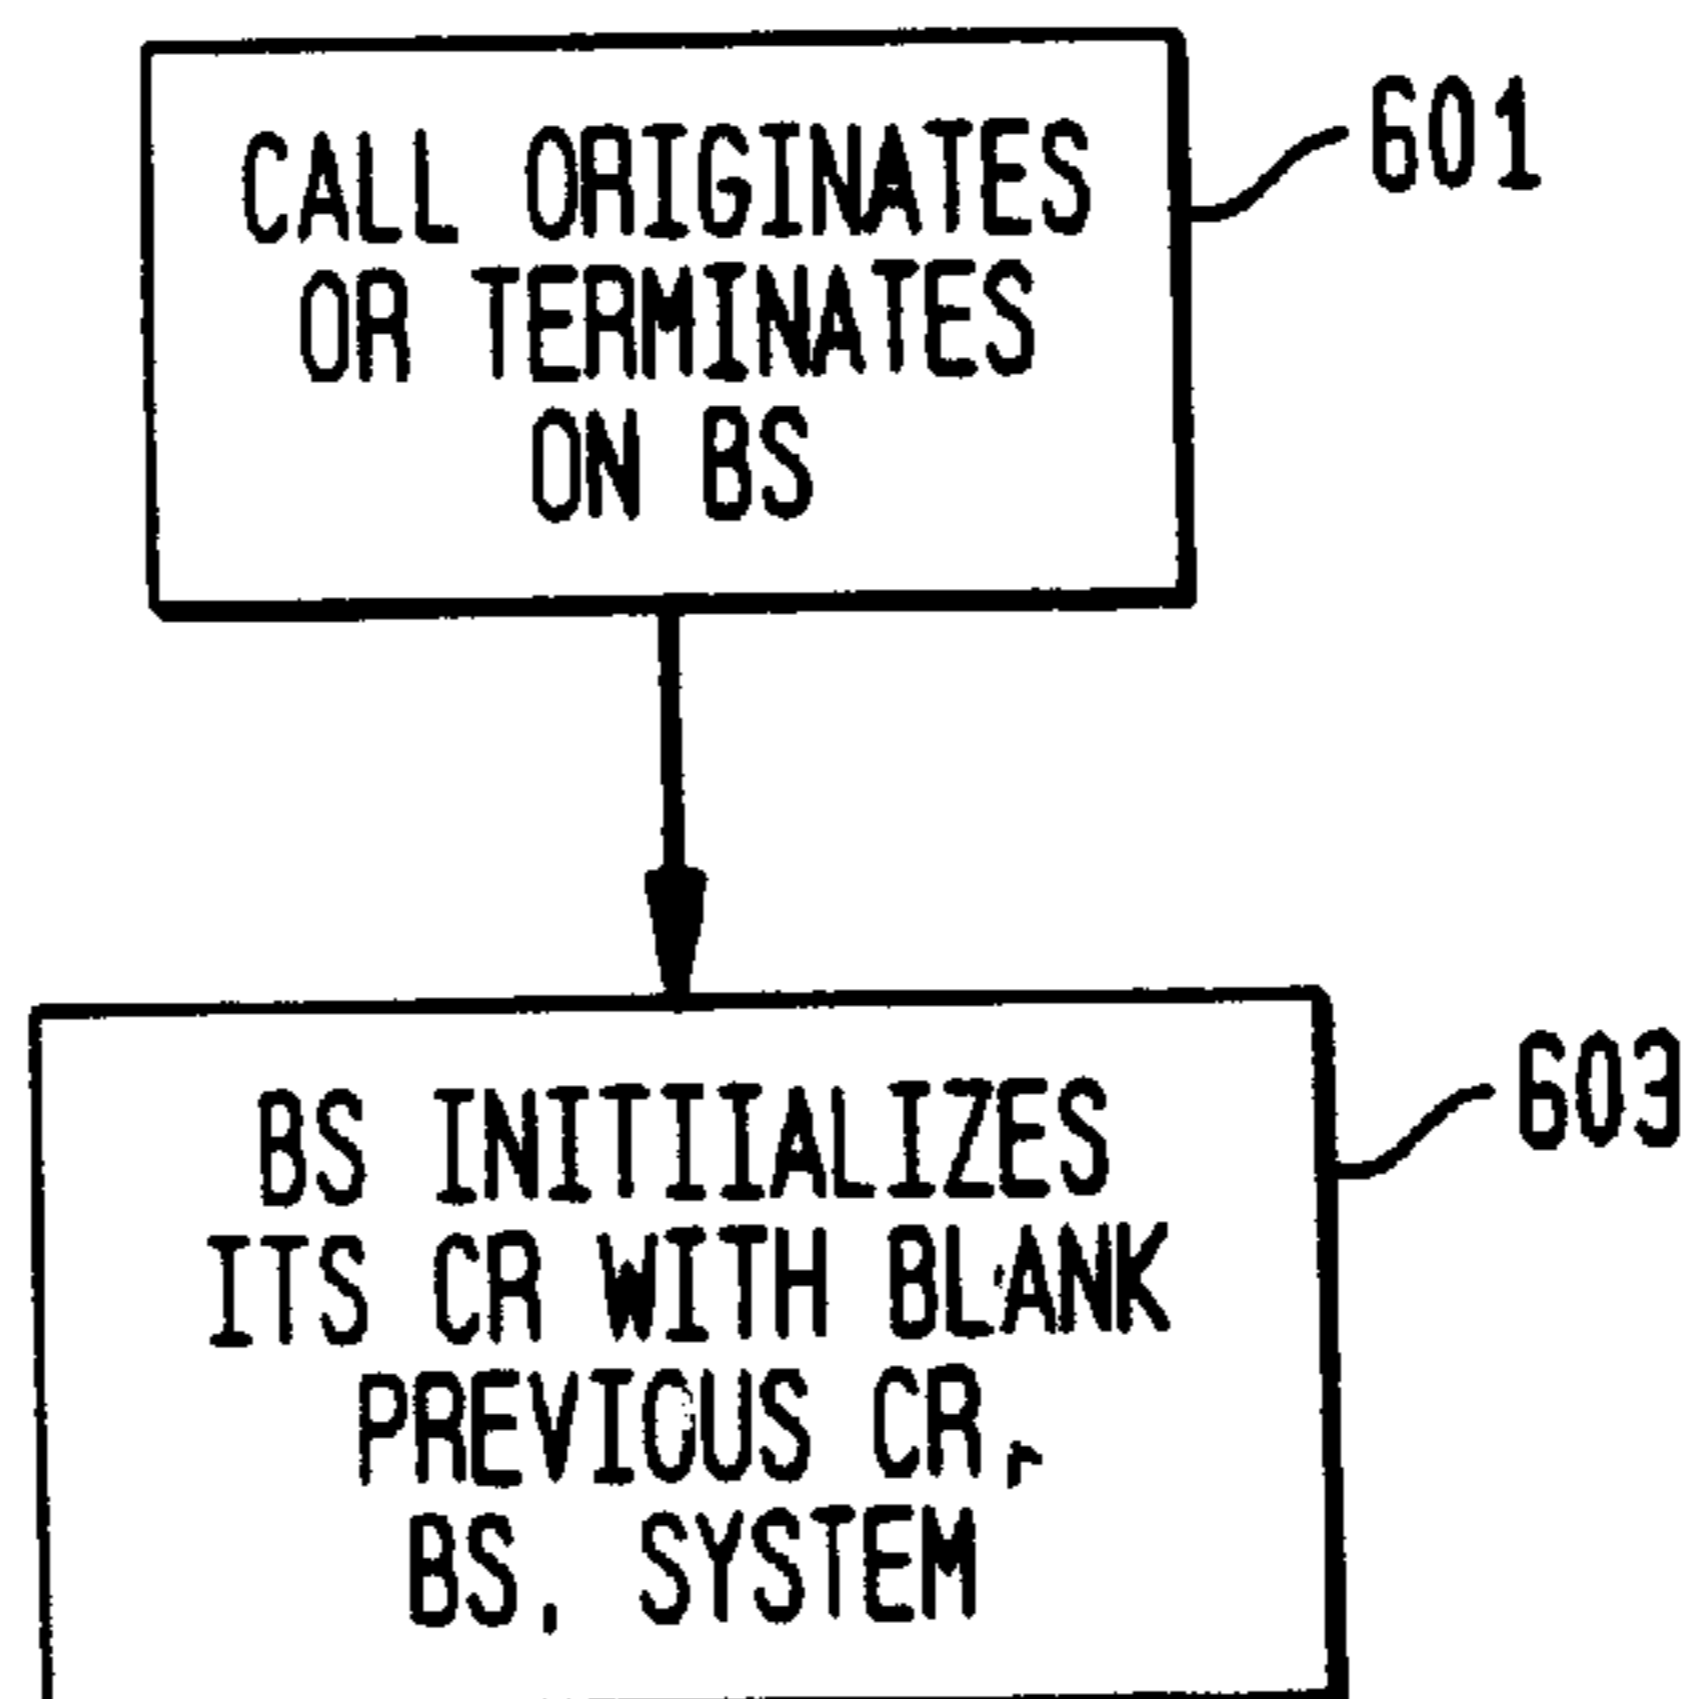 CALL ORIGINATES
OR TERMINATES
ON BS
601
BS INITIIALIZES
ITS CR WITH BLANK
PREVIOUS CR,
BS, SYSTEM
603